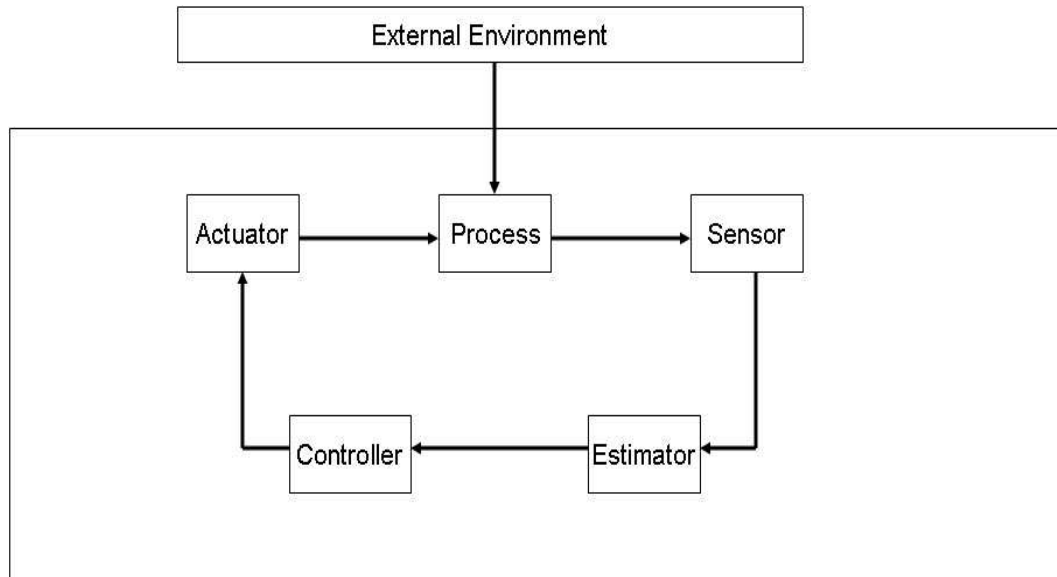 External Environment
Actuator
Process
Sensor
Controller
Estimator